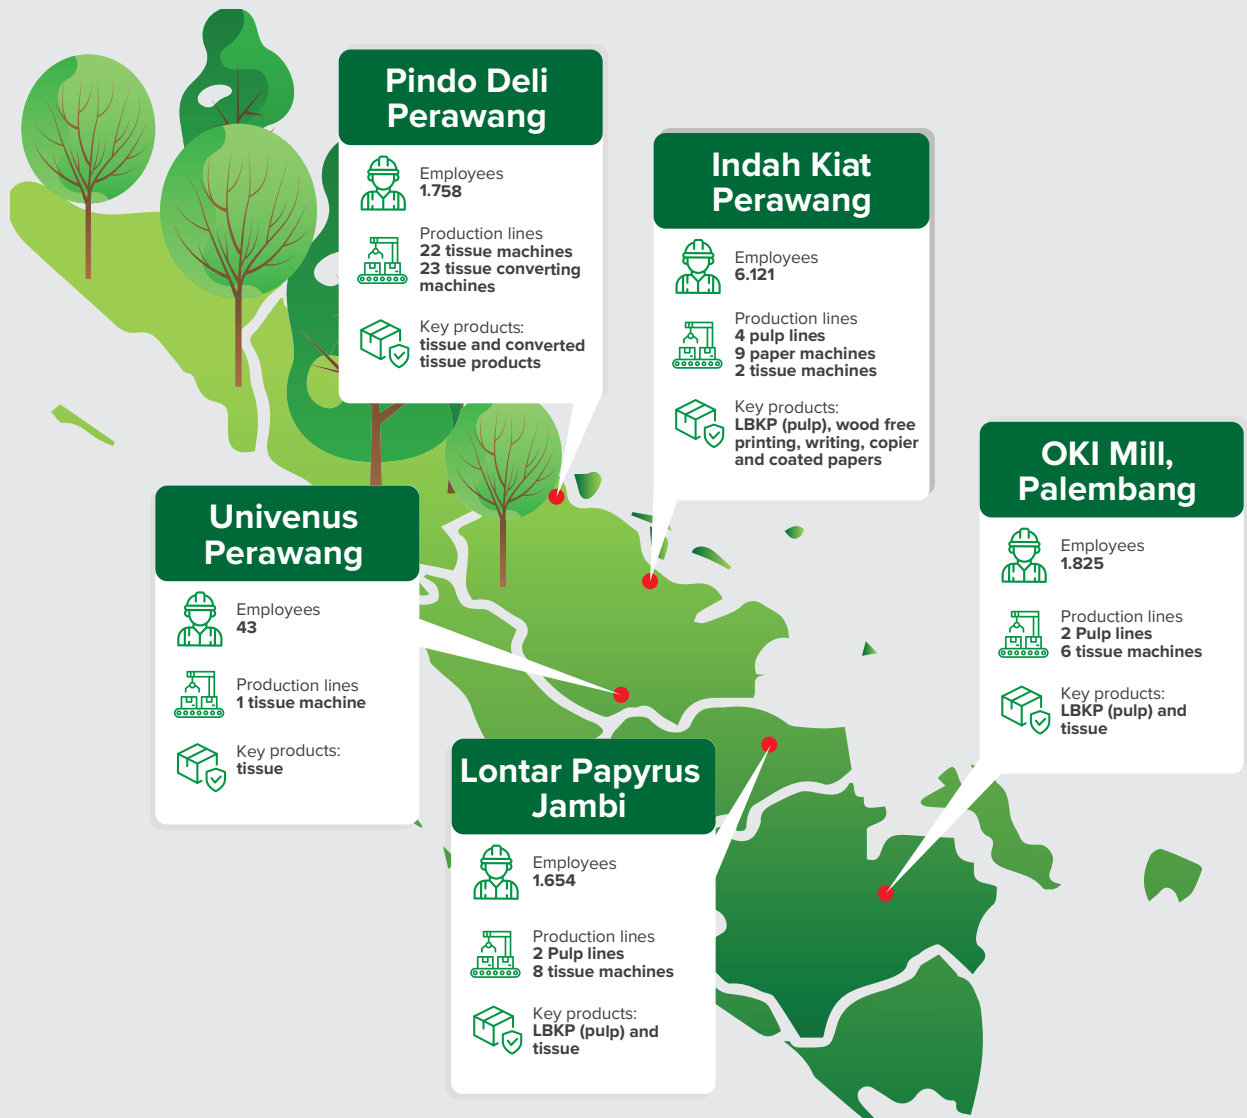 Pindo Deli
Perawang
Employees
1.758
Production lines
22 tissue machines
23 tissue converting
machines
Key products:
tissue and converted
tissue products
Indah Kiat
Perawang
Employees
6.121
Production lines
4 pulp lines
9 paper machines
2 tissue machines
Key products:
LBKP (pulp), wood free
printing, writing, copier
and coated papers
OKI Mill,
Palembang
Employees
1.825
Production lines
2 Pulp lines
6 tissue machines
Key products:
LBKP (pulp) and
tissue
Univenus
Perawang
Employees
43
Production lines
1 tissue machine
Key products:
tissue
Lontar Papyrus
Jambi
Employees
1.654
Production lines
2 Pulp lines
8 tissue machines
Key products:
LBKP (pulp) and
tissue